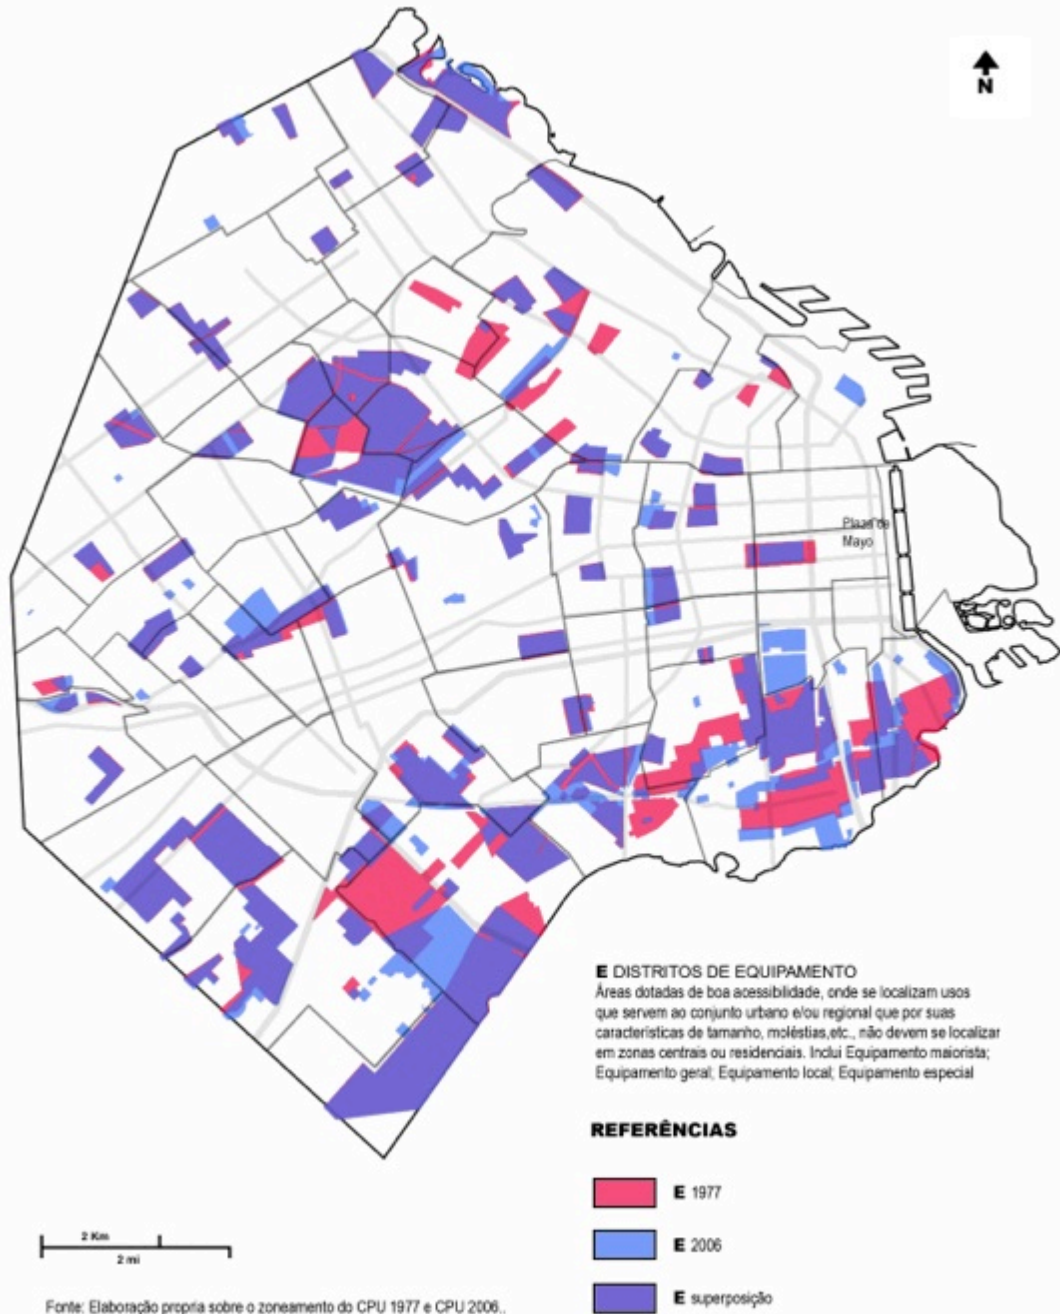 N
Plaza de
Mayo
E DISTRITOS DE EQUIPAMENTO
Áreas dotadas de boa acessibilidade, onde se localizam usos
que servem ao conjunto urbano e/ou regional que por suas
características de tamanho, moléstias,etc., não devem se localizar
em zonas centrais ou residenciais. Inclui Equipamento maiorista;
Equipamento geral; Equipamento local; Equipamento especial
REFERÊNCIAS
E 1977
E 2006
E superposição
2 Km
2 mi
Fonte: Elaboração propria sobre o zoneamento do CPU 1977 e CPU 2006..